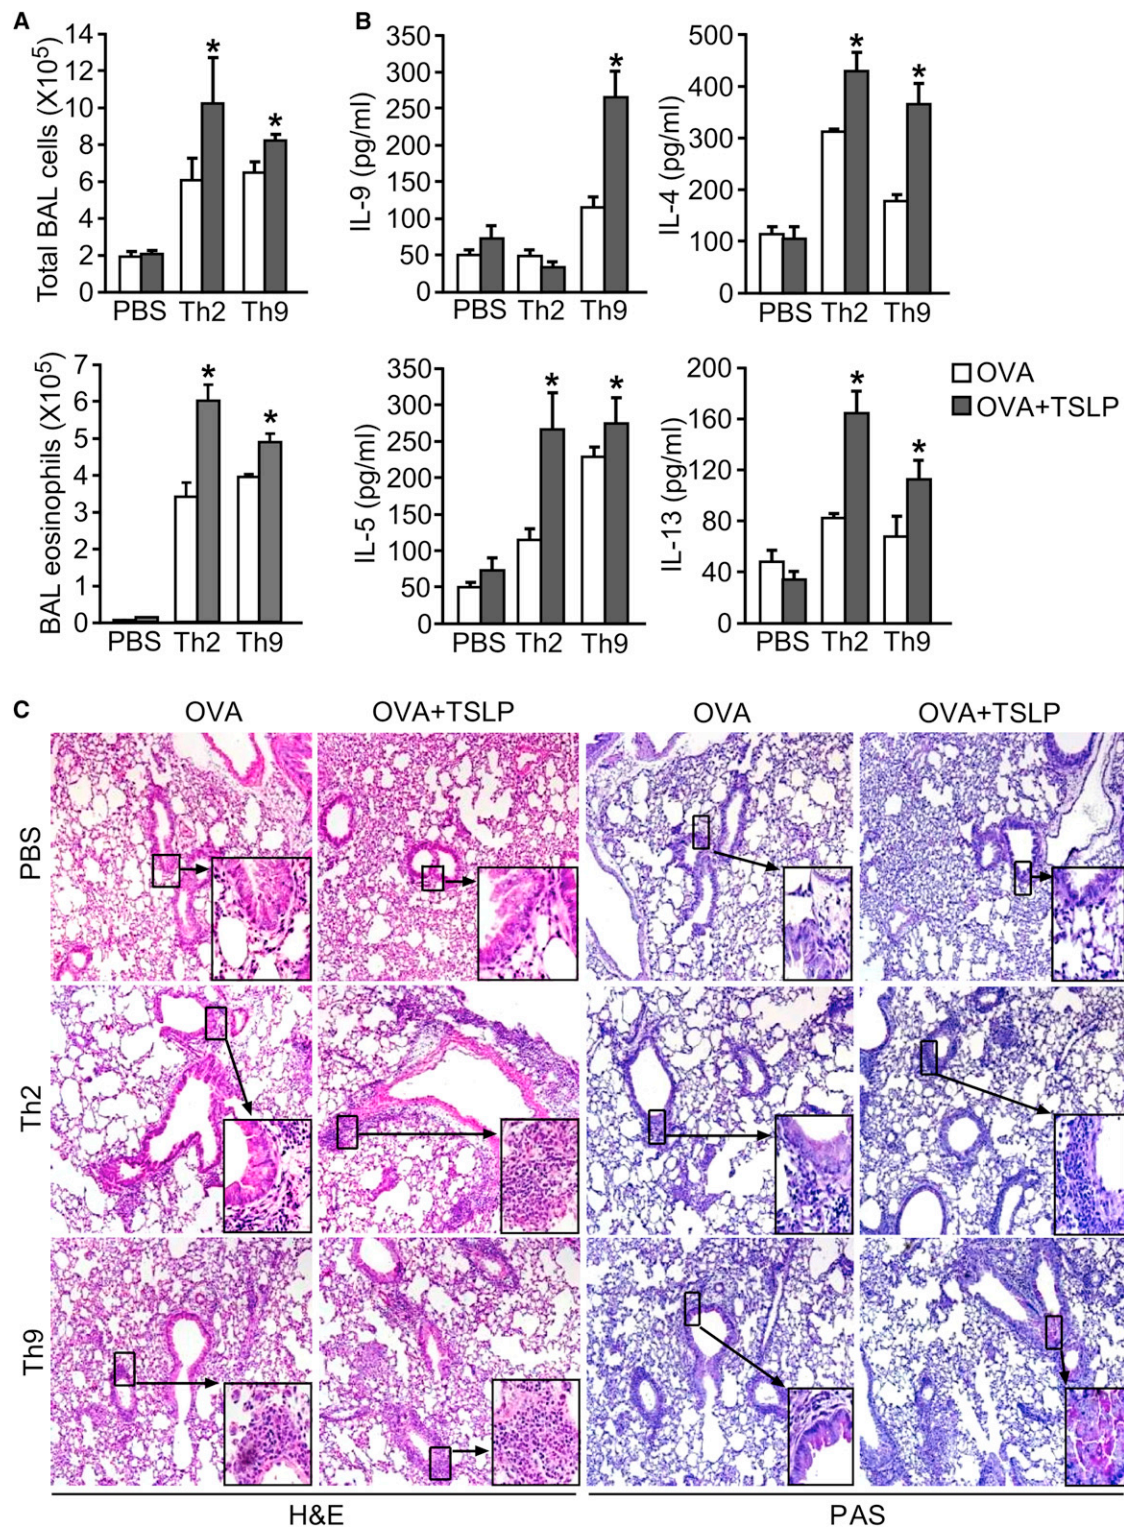 A
Total BAL cells (X10⁵)
14
12
10
8
6
4
2
0
*
*
PBS Th2 Th9
B
IL-9 (pg/ml)
350
300
250
200
150
100
50
0
*
PBS Th2 Th9
IL-4 (pg/ml)
500
400
300
200
100
0
*
*
PBS Th2 Th9
BAL eosinophils (X10⁵)
7
6
5
4
3
2
1
0
*
*
PBS Th2 Th9
IL-5 (pg/ml)
350
300
250
200
150
100
50
0
*
*
PBS Th2 Th9
IL-13 (pg/ml)
200
160
120
80
40
0
*
*
PBS Th2 Th9
OVA
OVA+TSLP
C
OVA OVA+TSLP OVA OVA+TSLP
PBS
Th2
Th9
H&E PAS